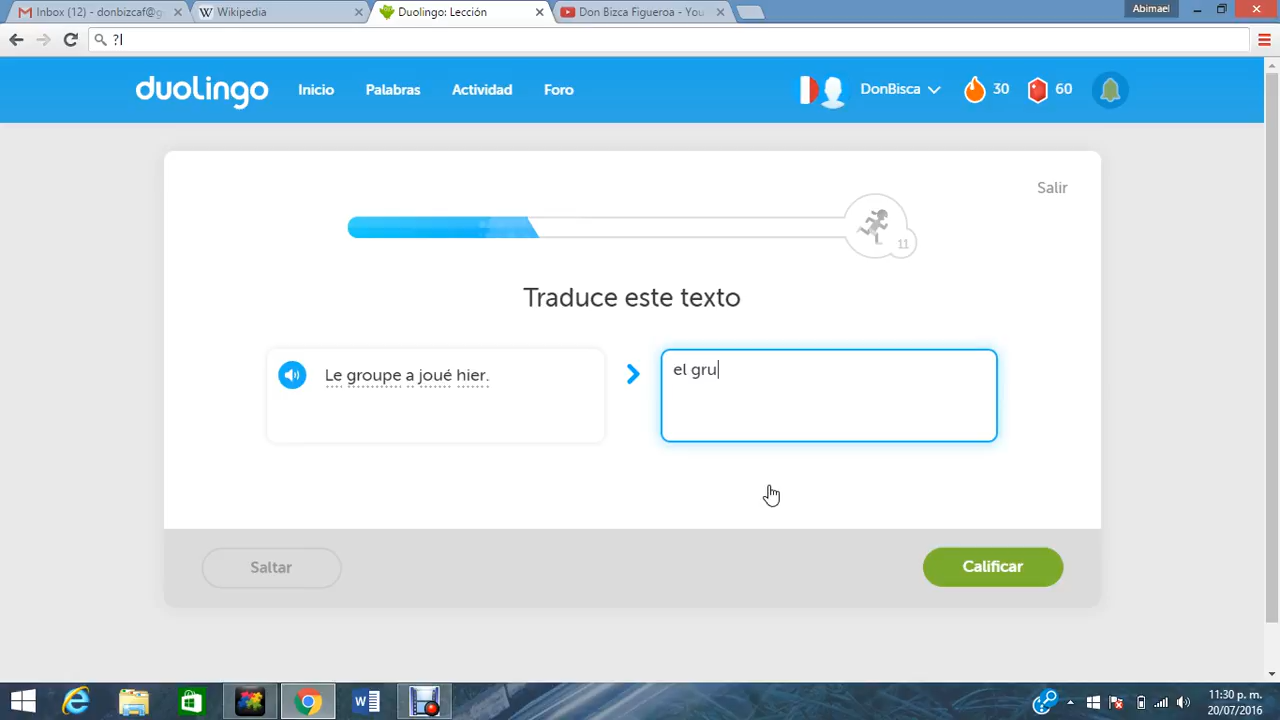 Inbox (12) - donbizcaf@g
Wikipedia
Duolingo: Lección
Don Bizca Figueroa - You
Abimael
?l
duolingo
Inicio
Palabras
Actividad
Foro
DonBisca
30
60
Salir
11
Traduce este texto
Le groupe a joué hier.
el gru
Saltar
Calificar
11:30 p. m.
20/07/2016